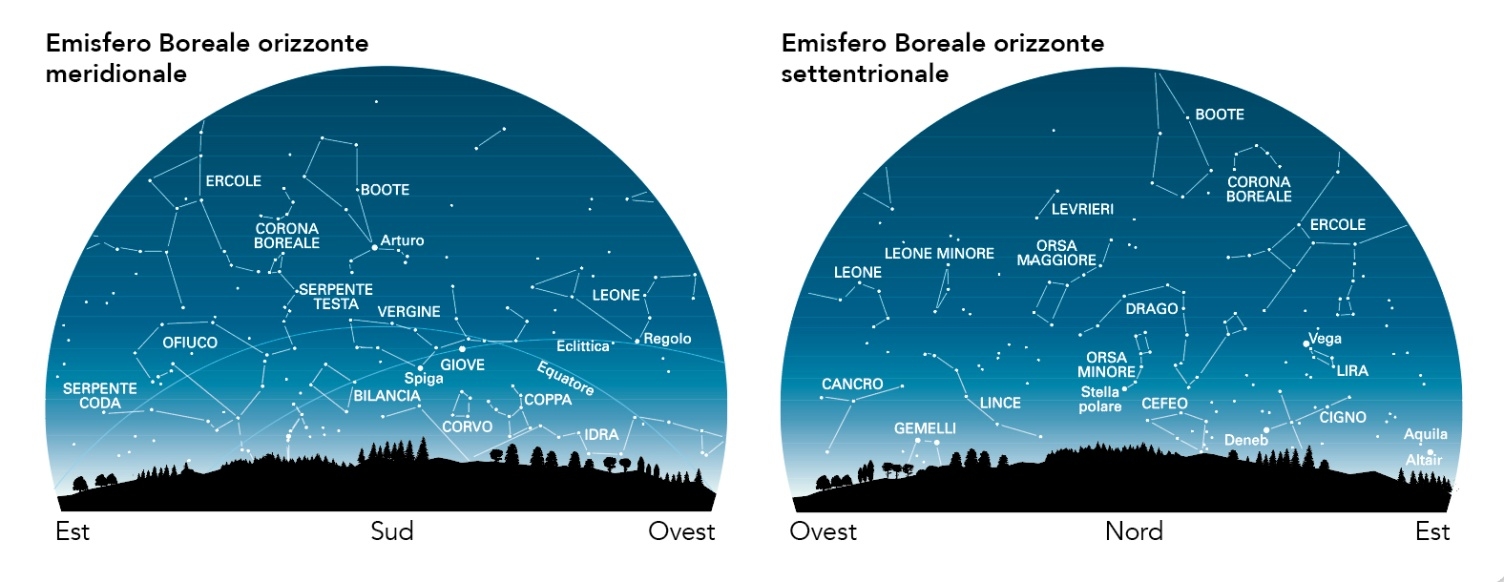 Emisfero Boreale orizzonte
meridionale
ERCOLE
BOOTE
CORONA
BOREALE
Arturo
SERPENTE
TESTA
VERGINE
LEONE
OFIUCO
Eclittica
Regolo
GIOVE
Spiga
Equatore
SERPENTE
CODA
BILANCIA
COPPA
CORVO
IDRA
Est
Sud
Ovest
Emisfero Boreale orizzonte
settentrionale
BOOTE
CORONA
BOREALE
LEVRIERI
ERCOLE
LEONE MINORE
ORSA
MAGGIORE
LEONE
DRAGO
Vega
ORSA
MINORE
LIRA
CANCRO
Stella
polare
LINCE
CEFEO
CIGNO
GEMELLI
Deneb
Aquila
Altair
Ovest
Nord
Est